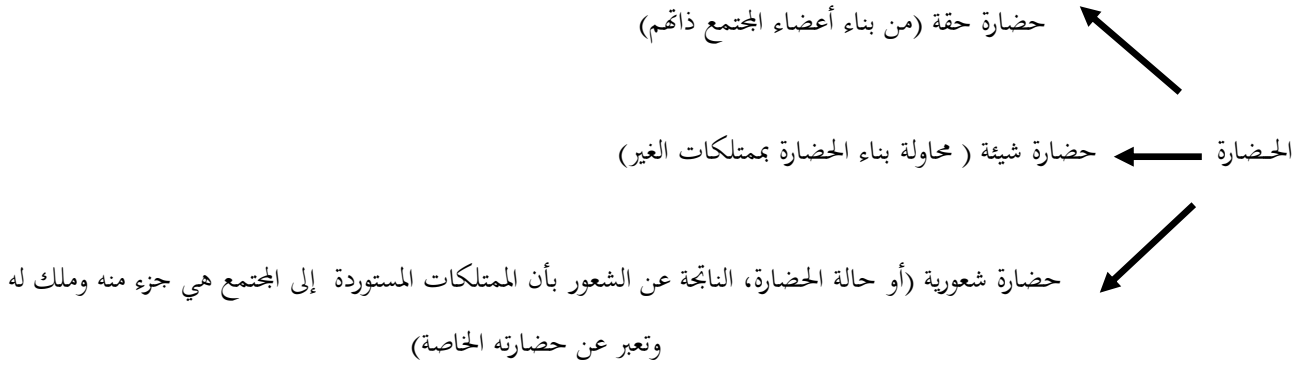 حضارة حقة (من بناء أعضاء المجتمع ذاتهم)
الحـضارة
حضارة شيئة ( محاولة بناء الحضارة بممتلكات الغير)
حضارة شعورية (أو حالة الحضارة، الناتجة عن الشعور بأن الممتلكات المستوردة إلى المجتمع هي جزء منه وملك له
وتعبر عن حضارته الخاصة)